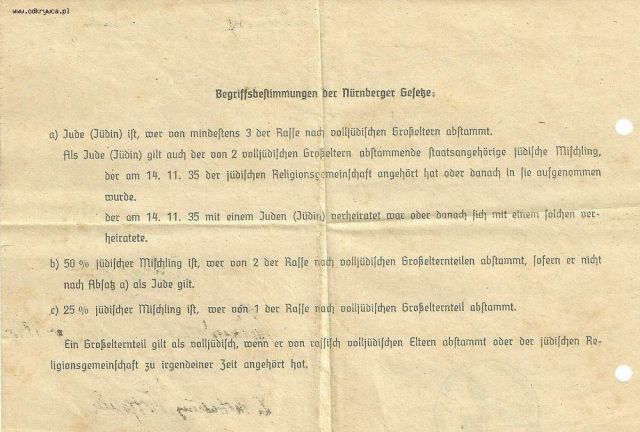 www.odkrywca.pl
Begriffsbestimmungen der Nürnberger Gesetze:
a) Jude (Jüdin) ist, wer von mindestens 3 der Rasse nach volljüdischen Großeltern abstammt.
Als Jude (Jüdin) gilt auch der von 2 volljüdischen Großeltern abstammende staatsangehörige jüdische Mischling,
der am 14. 11. 35 der jüdischen Religionsgemeinschaft angehört hat oder danach in sie aufgenommen
wurde.
der am 14. 11. 35 mit einem Juden (Jüdin) verheiratet war oder danach sich mit einem solchen ver-
heiratete.
b) 50 % jüdischer Mischling ist, wer von 2 der Rasse nach volljüdischen Großelternteilen abstammt, sofern er nicht
nach Absatz a) als Jude gilt.
c) 25 % jüdischer Mischling ist, wer von 1 der Rasse nach volljüdischen Großelternteil abstammt.
Ein Großelternteil gilt als volljüdisch, wenn er von rassisch volljüdischen Eltern abstammt oder der jüdischen Re-
ligionsgemeinschaft zu irgendeiner Zeit angehört hat.